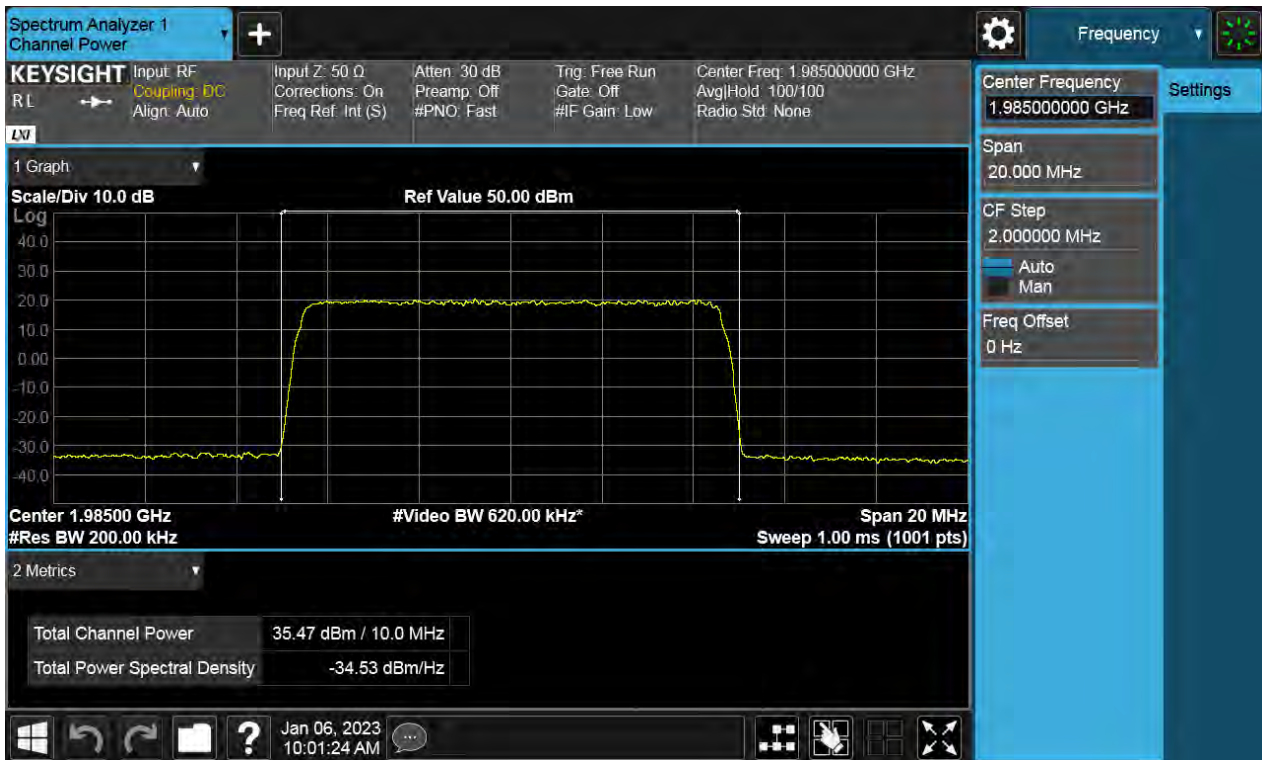 Spectrum Analyzer 1
Channel Power
+
Frequency
KEYSIGHT
RL
LXI
Input: RF
Coupling: DC
Align: Auto
Input Z: 50 Ω
Corrections: On
Freq Ref: Int (S)
Atten: 30 dB
Preamp: Off
#PNO: Fast
Trig: Free Run
Gate: Off
#IF Gain: Low
Center Freq: 1.985000000 GHz
Avg|Hold: 100/100
Radio Std: None
Center Frequency
1.985000000 GHz
Settings
Span
20.000 MHz
CF Step
2.000000 MHz
Auto
Man
Freq Offset
0 Hz
1 Graph
Scale/Div 10.0 dB
Ref Value 50.00 dBm
Log
40.0
30.0
20.0
10.0
0.00
-10.0
-20.0
-30.0
-40.0
Center 1.98500 GHz
#Video BW 620.00 kHz*
Span 20 MHz
#Res BW 200.00 kHz
Sweep 1.00 ms (1001 pts)
2 Metrics
Total Channel Power 35.47 dBm / 10.0 MHz
Total Power Spectral Density -34.53 dBm/Hz
?
Jan 06, 2023
10:01:24 AM